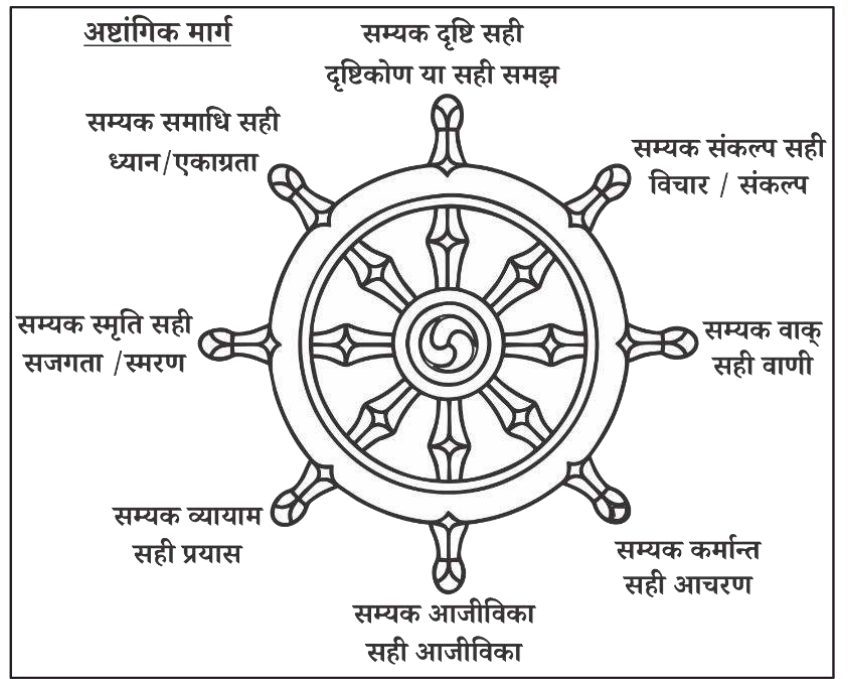 अष्टांगिक मार्ग
सम्यक दृष्टि सही
दृष्टिकोण या सही समझ
सम्यक संकल्प सही
विचार / संकल्प
सम्यक वाक्
सही वाणी
सम्यक कर्मान्त
सही आचरण
सम्यक आजीविका
सही आजीविका
सम्यक व्यायाम
सही प्रयास
सम्यक स्मृति सही
सजगता /स्मरण
सम्यक समाधि सही
ध्यान/एकाग्रता